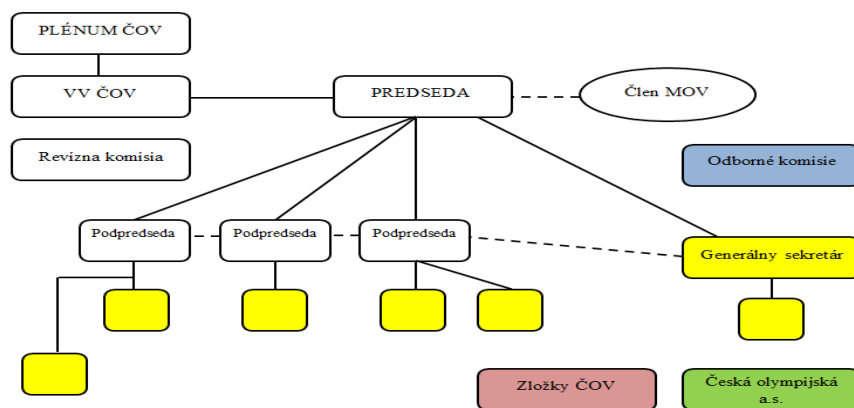 PLÉNUM ČOV
VV ČOV
PREDSEDA
Člen MOV
Revizna komisia
Odborné komisie
Podpredseda
Podpredseda
Podpredseda
Generálny sekretár
Zložky ČOV
Česká olympijská
a.s.